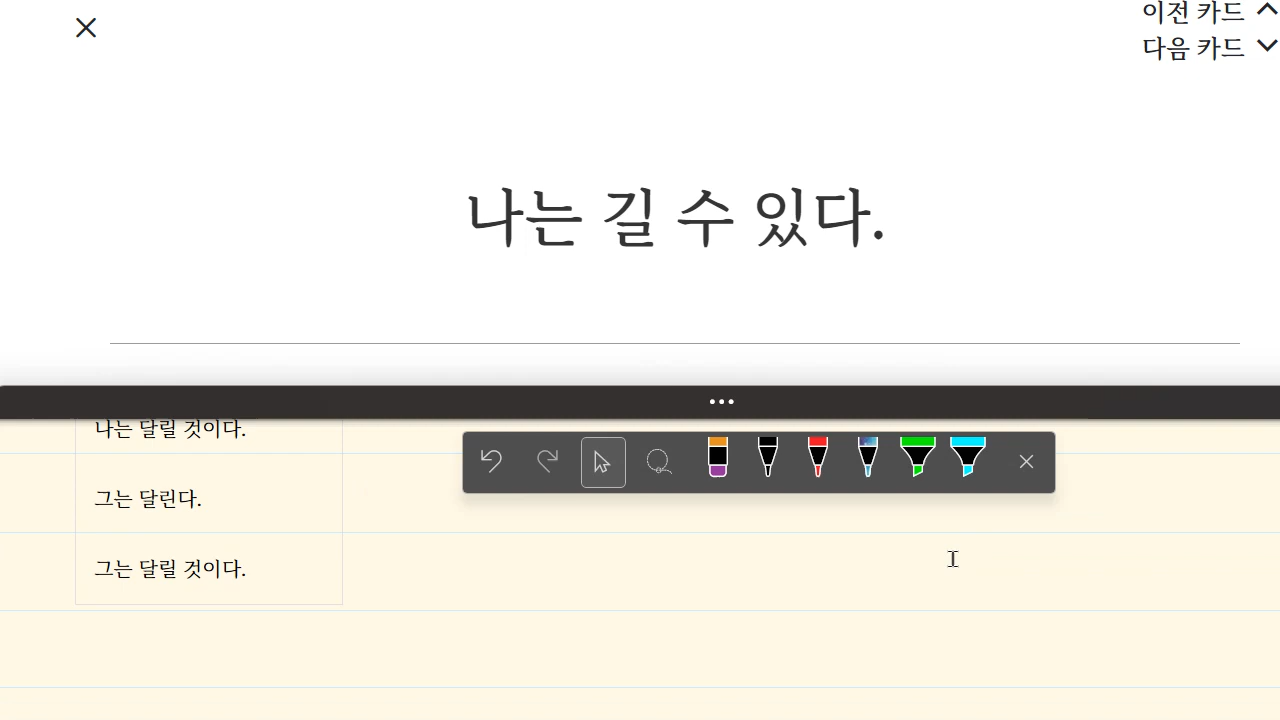 이전 카드
다음 카드
나는 길 수 있다.
나는 달릴 것이다.
그는 달린다.
그는 달릴 것이다.